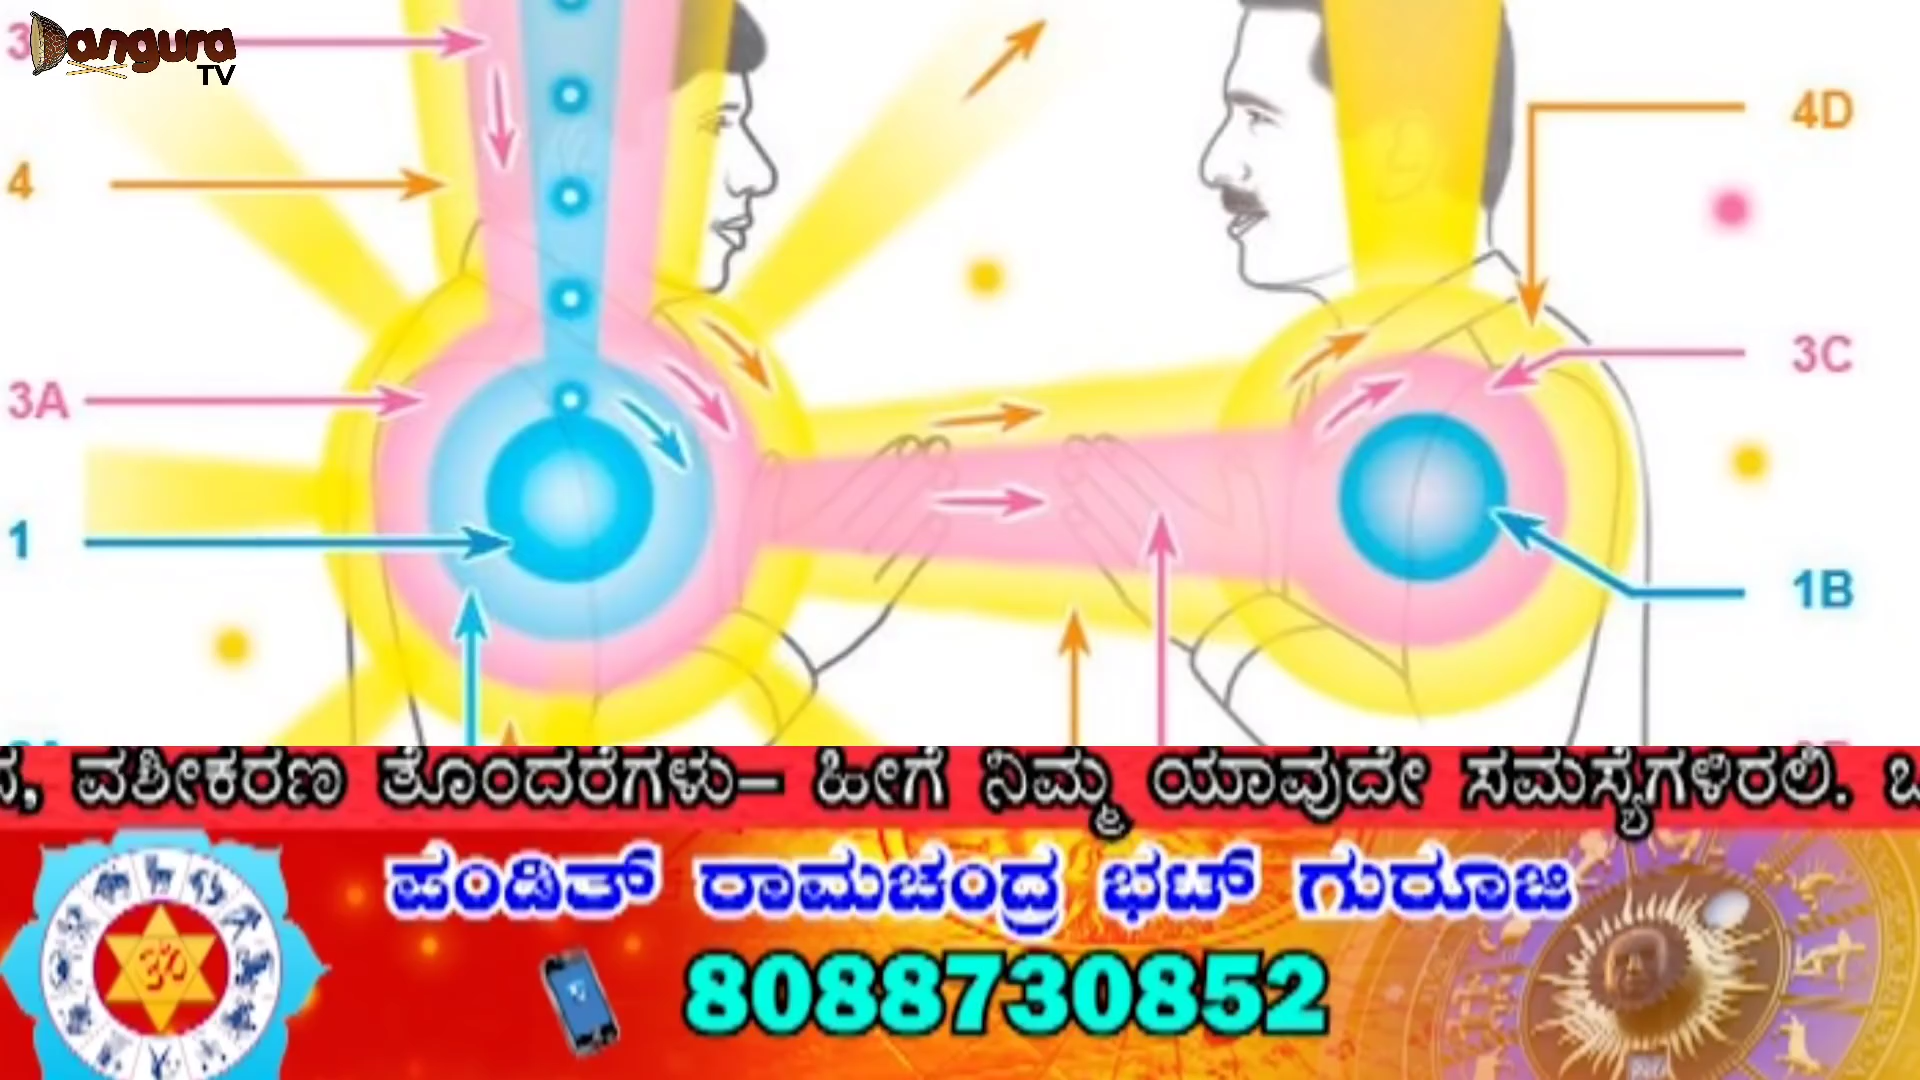 Dangura
TV
3
4
3A
1
4D
3C
1B
ವಶೀಕರಣ ತೊಂದರೆಗಳು– ಹೀಗೆ ನಿಮ್ಮ ಯಾವುದೇ ಸಮಸ್ಯೆಗಳಿರಲಿ.
ಪಂಡಿತ್ ರಾಮಚಂದ್ರ ಭಟ್ ಗುರೂಜಿ
ॐ
8088730852